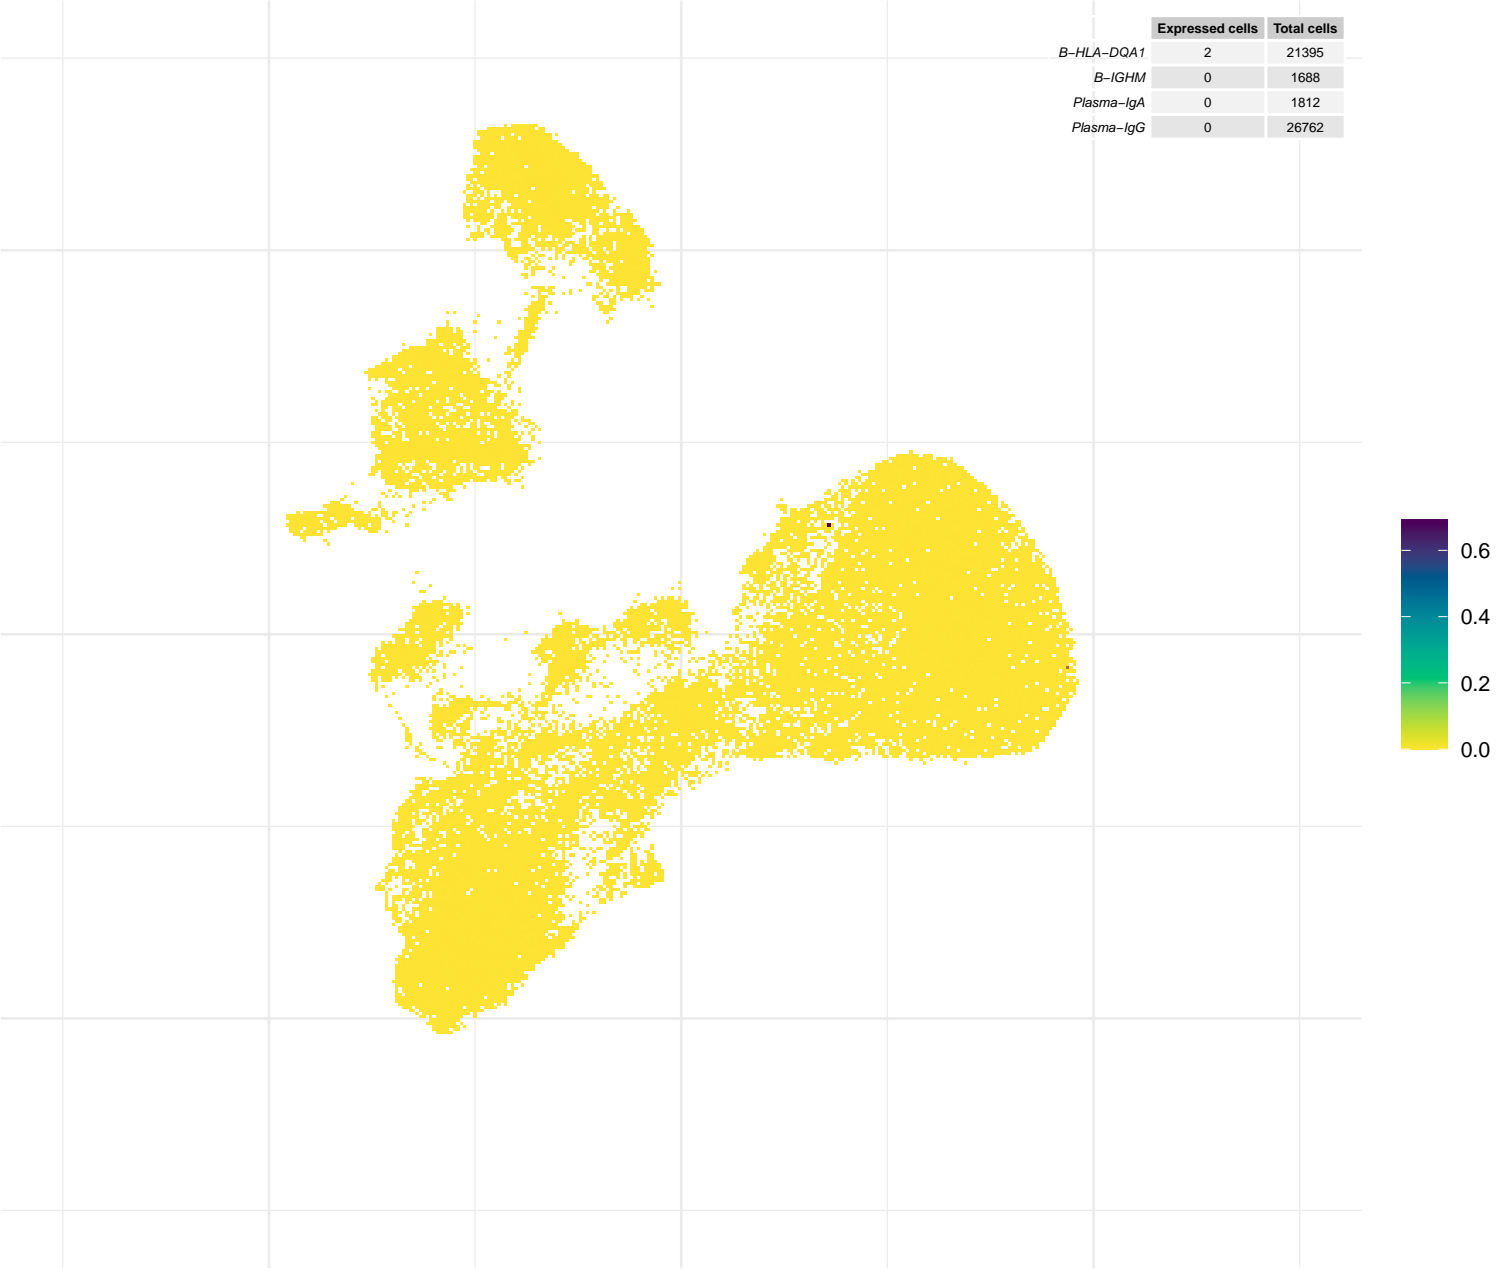 Expressed cells Total cells
B−HLA−DQA1 2 21395
B−IGHM 0 1688
Plasma−IgA 0 1812
Plasma−IgG 0 26762
0.6
0.4
0.2
0.0